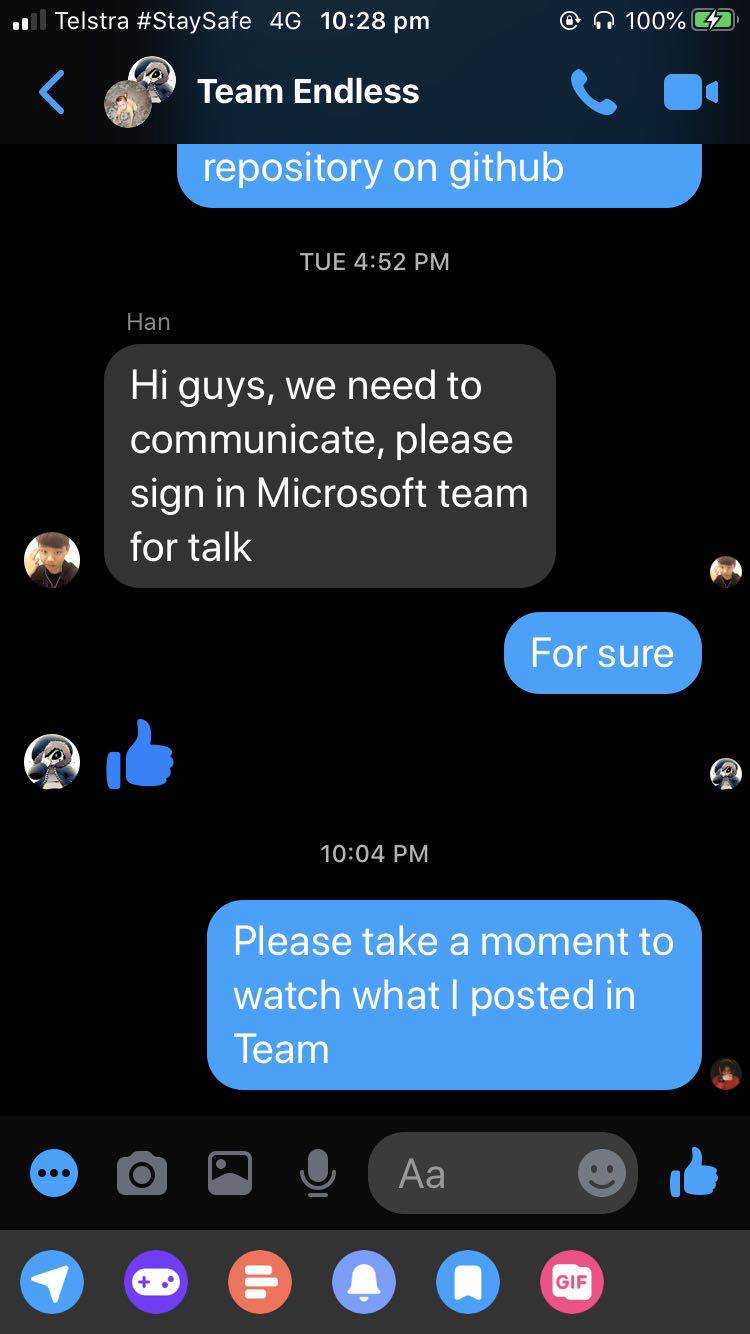 Telstra #StaySafe 4G 10:28 pm 100%
Team Endless
repository on github
TUE 4:52 PM
Han
Hi guys, we need to
communicate, please
sign in Microsoft team
for talk
For sure
10:04 PM
Please take a moment to
watch what I posted in
Team
Aa
GIF